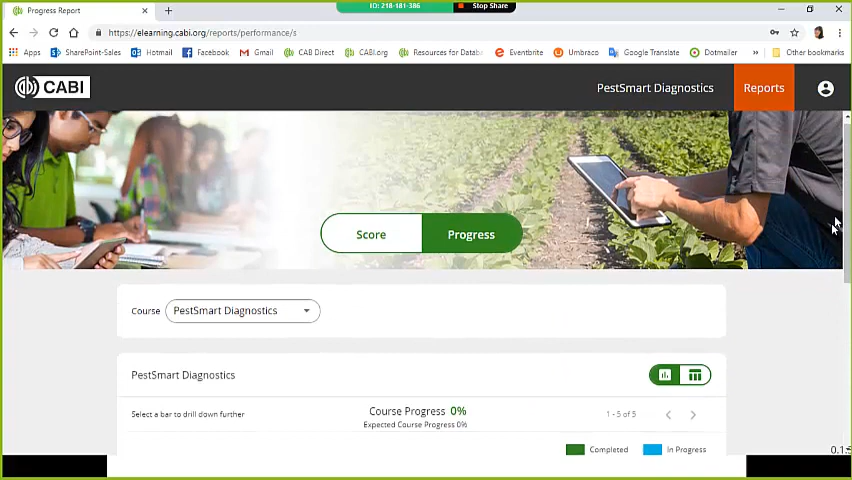 ID: 218-181-386 Stop Share
Progress Report
https://elearning.cabi.org/reports/performance/s
Apps SharePoint-Sales Hotmail Facebook Gmail CABI Direct CABI.org Resources for Datab Eventbrite Umbraco Google Translate Dotmailer » Other bookmarks
CABI PestSmart Diagnostics Reports
Score Progress
Course PestSmart Diagnostics
PestSmart Diagnostics
Select a bar to drill down further Course Progress 0% 1 - 5 of 5
Expected Course Progress 0%
Completed In Progress